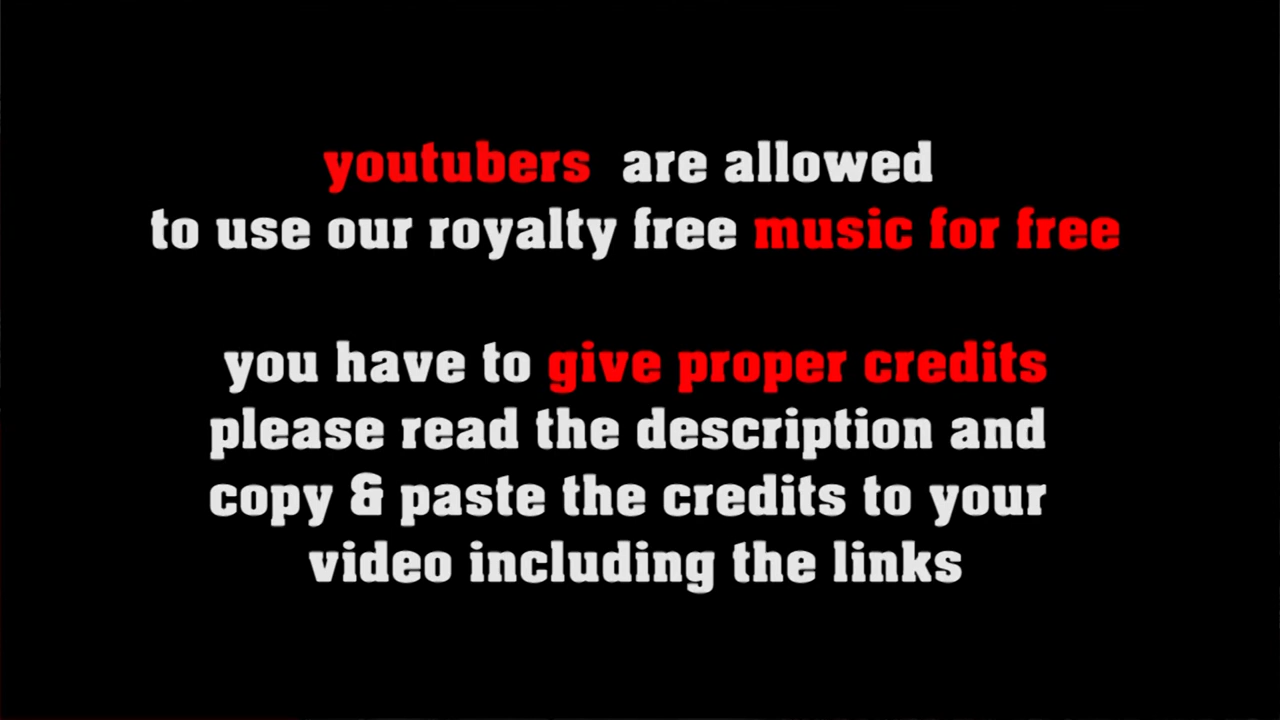 youtubers are allowed
to use our royalty free music for free
you have to give proper credits
please read the description and
copy & paste the credits to your
video including the links